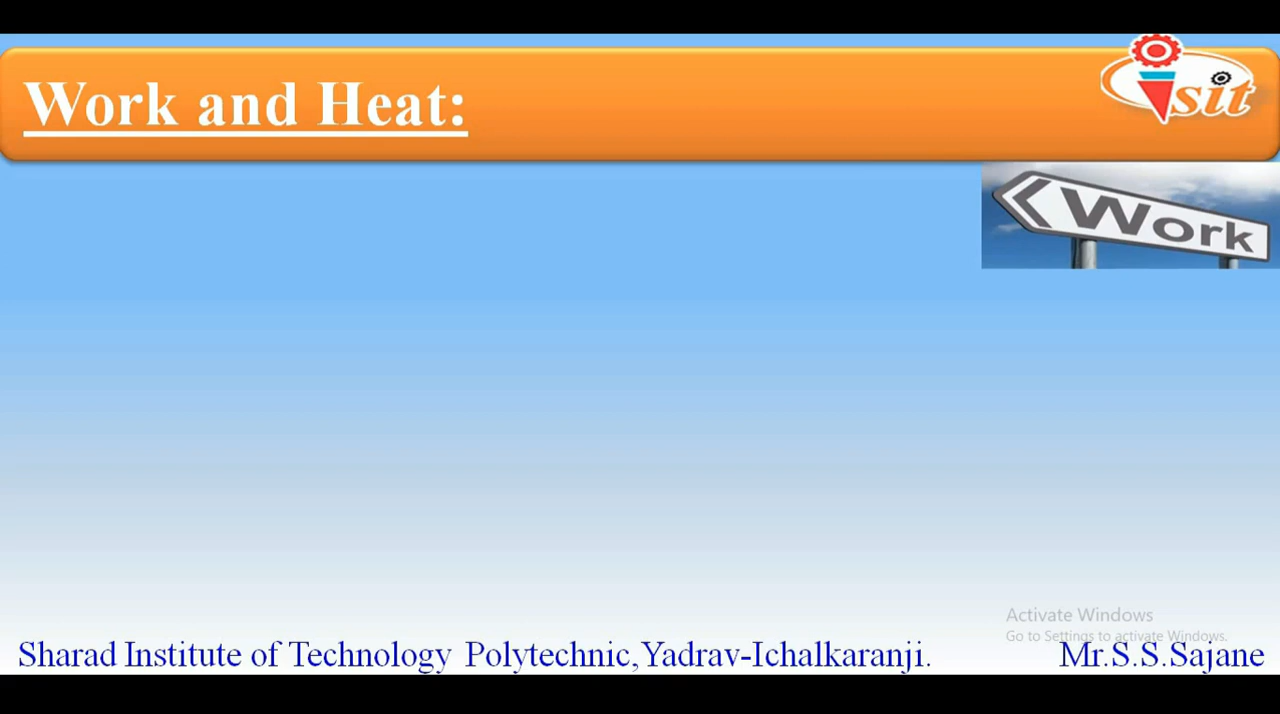 Work and Heat:
sit
Work
Activate Windows
Go to Settings to activate Windows.
Sharad Institute of Technology Polytechnic,Yadrav-Ichalkaranji.
Mr.S.S.Sajane